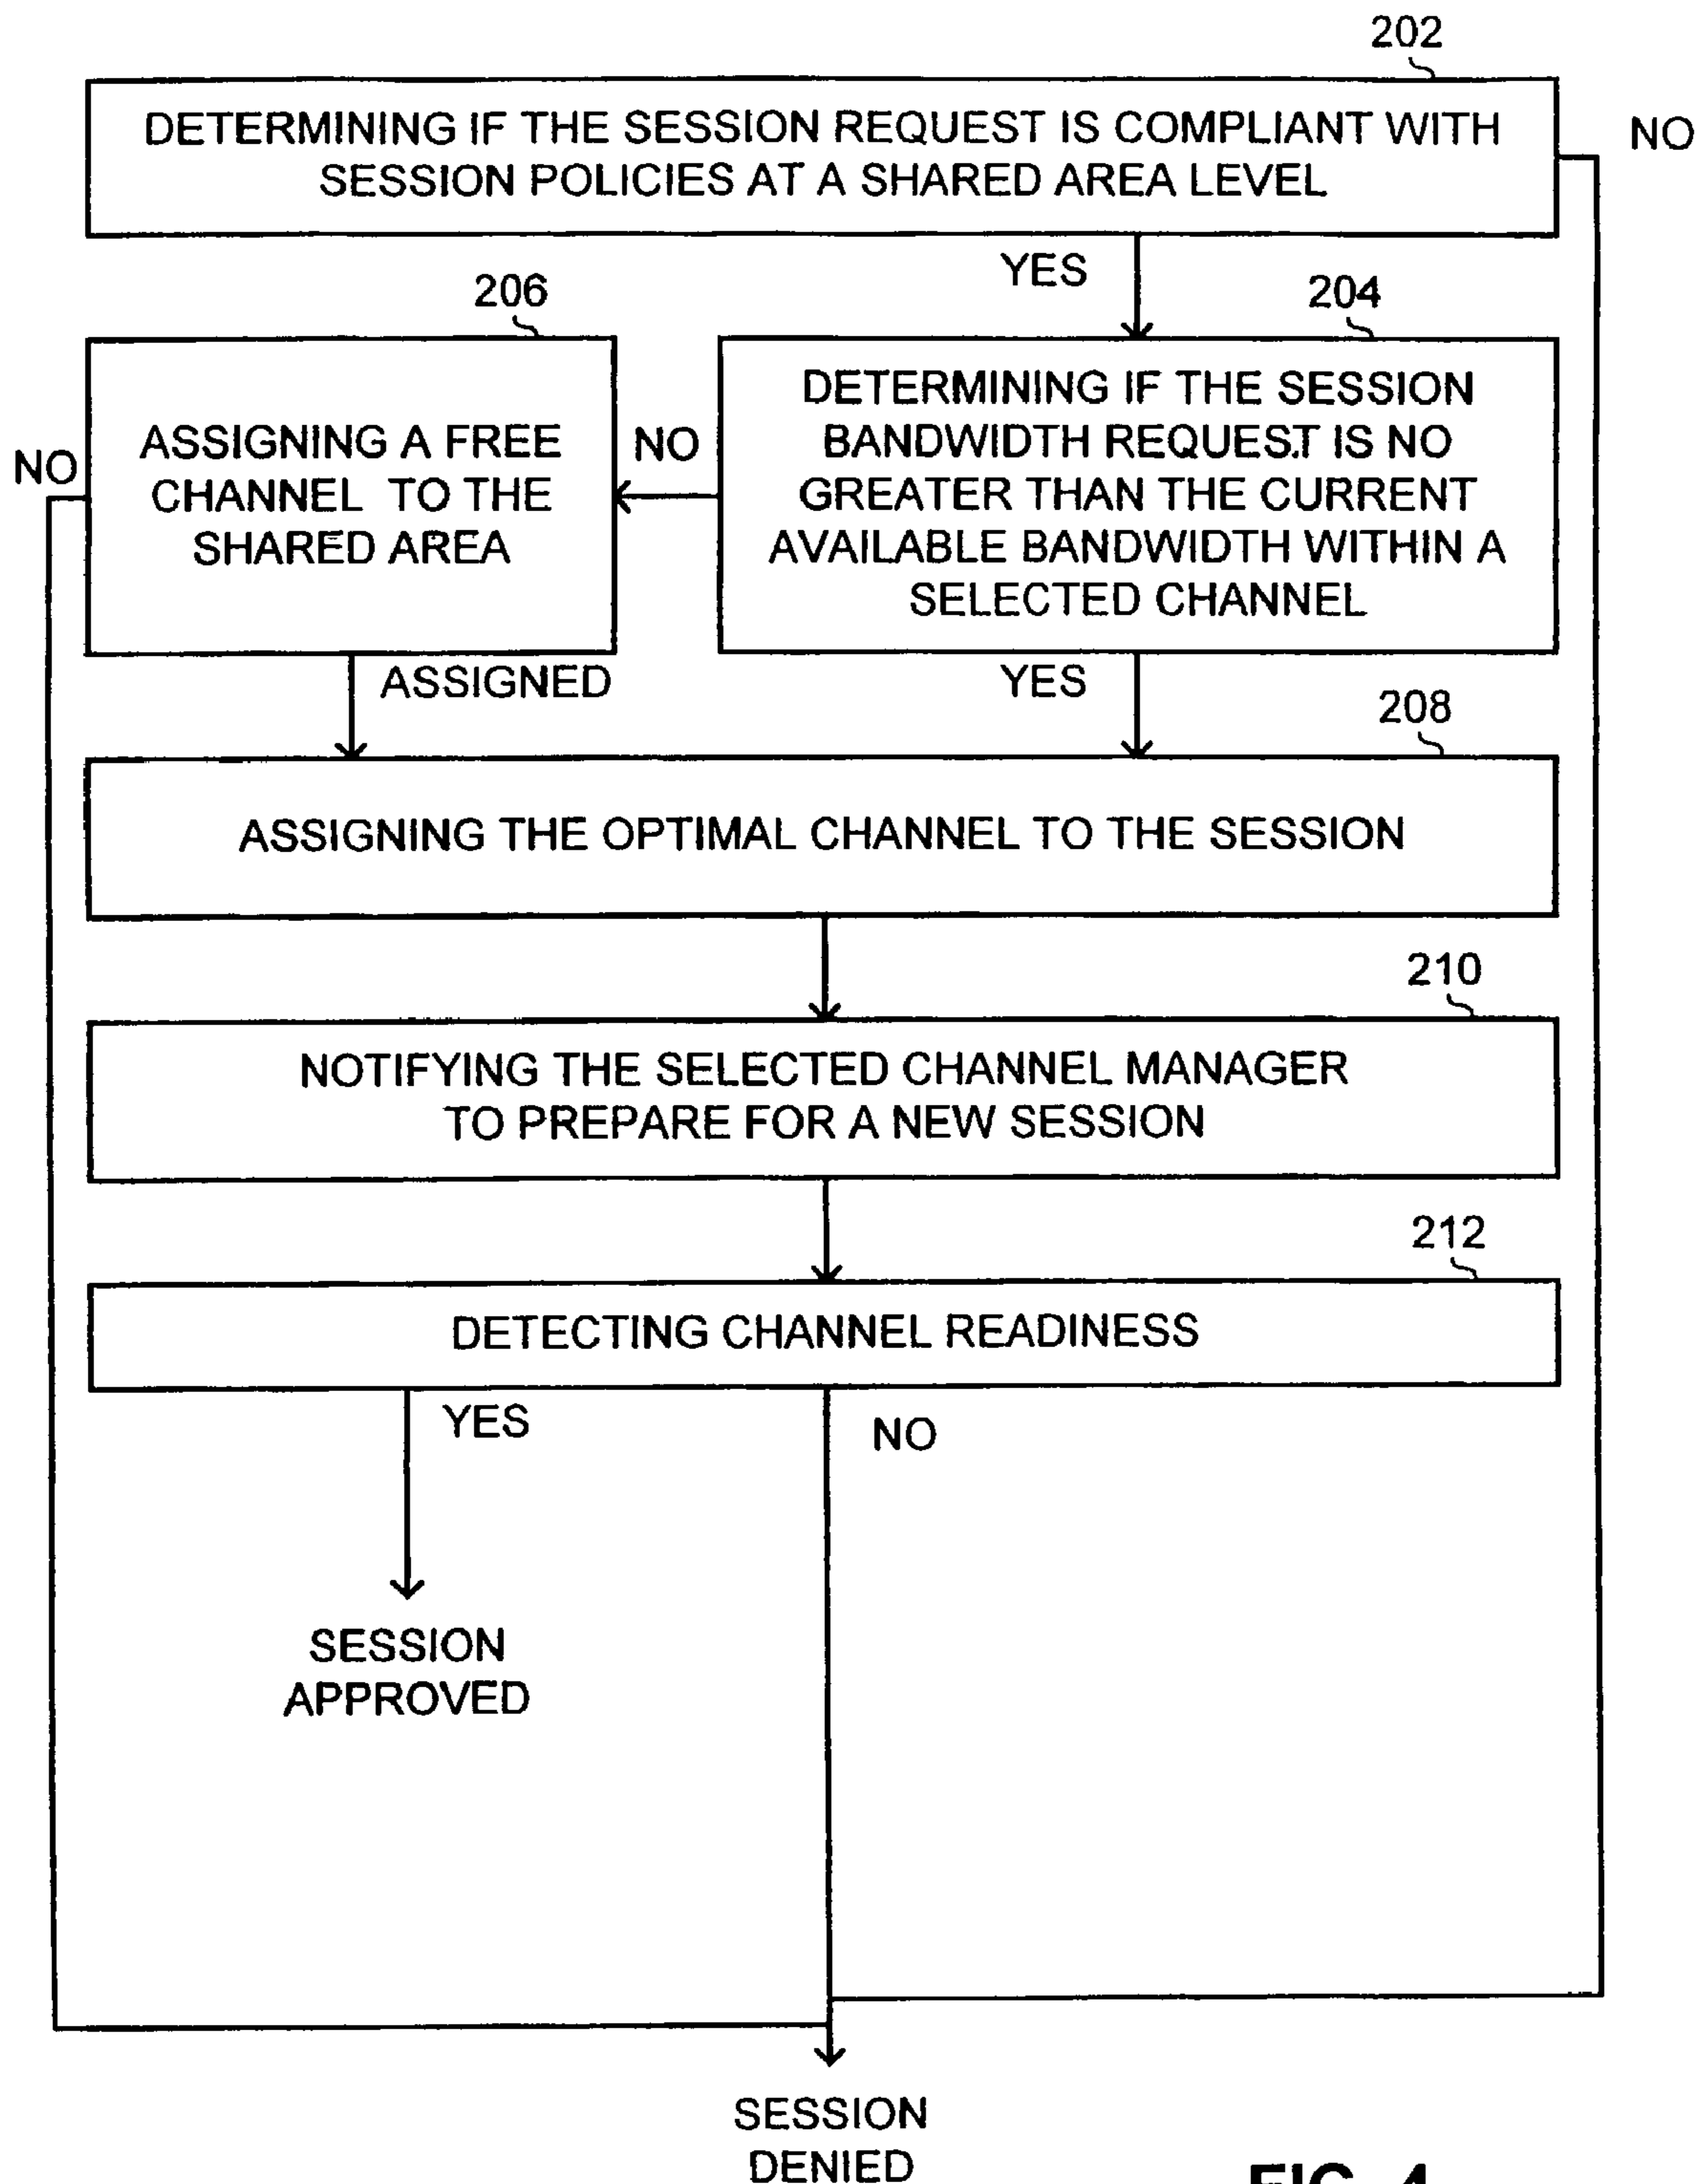 202
DETERMINING IF THE SESSION REQUEST IS COMPLIANT WITH
SESSION POLICIES AT A SHARED AREA LEVEL
NO
YES
206
204
ASSIGNING A FREE
CHANNEL TO THE
SHARED AREA
NO
NO
DETERMINING IF THE SESSION
BANDWIDTH REQUEST IS NO
GREATER THAN THE CURRENT
AVAILABLE BANDWIDTH WITHIN A
SELECTED CHANNEL
ASSIGNED
YES
208
ASSIGNING THE OPTIMAL CHANNEL TO THE SESSION
210
NOTIFYING THE SELECTED CHANNEL MANAGER
TO PREPARE FOR A NEW SESSION
212
DETECTING CHANNEL READINESS
YES
NO
SESSION
APPROVED
SESSION
DENIED
FIG. 4